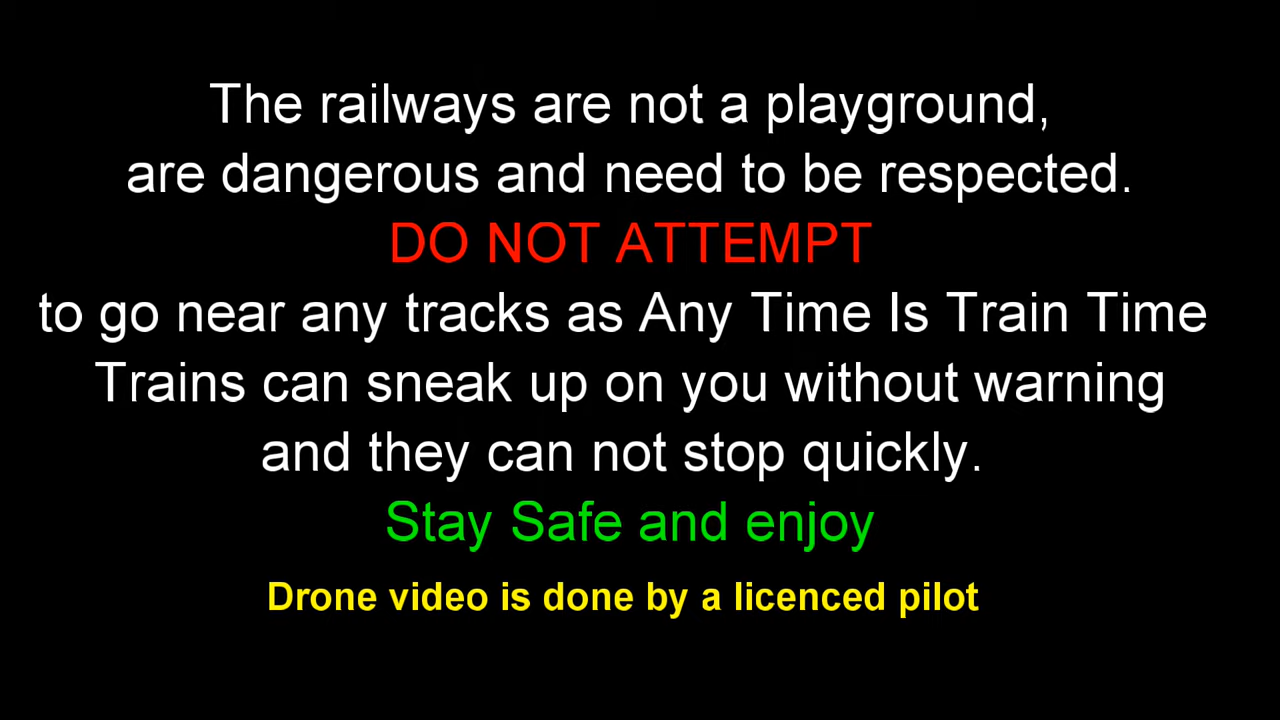 The railways are not a playground,
are dangerous and need to be respected.
DO NOT ATTEMPT
to go near any tracks as Any Time Is Train Time
Trains can sneak up on you without warning
and they can not stop quickly.
Stay Safe and enjoy
Drone video is done by a licenced pilot